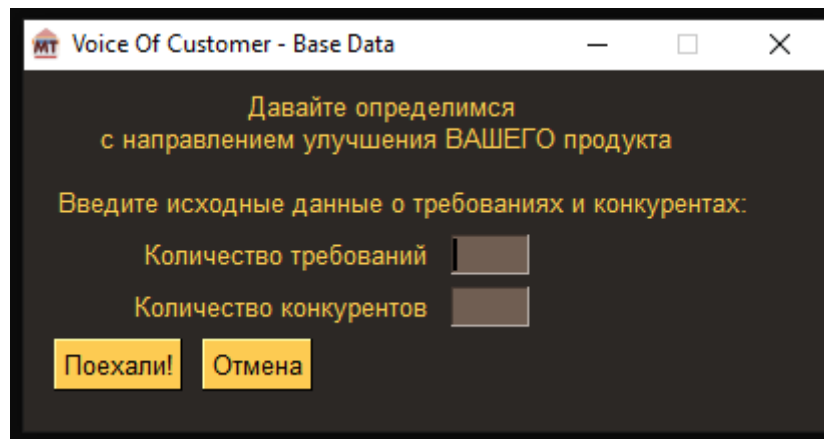 MT Voice Of Customer - Base Data
Давайте определимся
с направлением улучшения ВАШЕГО продукта
Введите исходные данные о требованиях и конкурентах:
Количество требований
Количество конкурентов
Поехали! Отмена